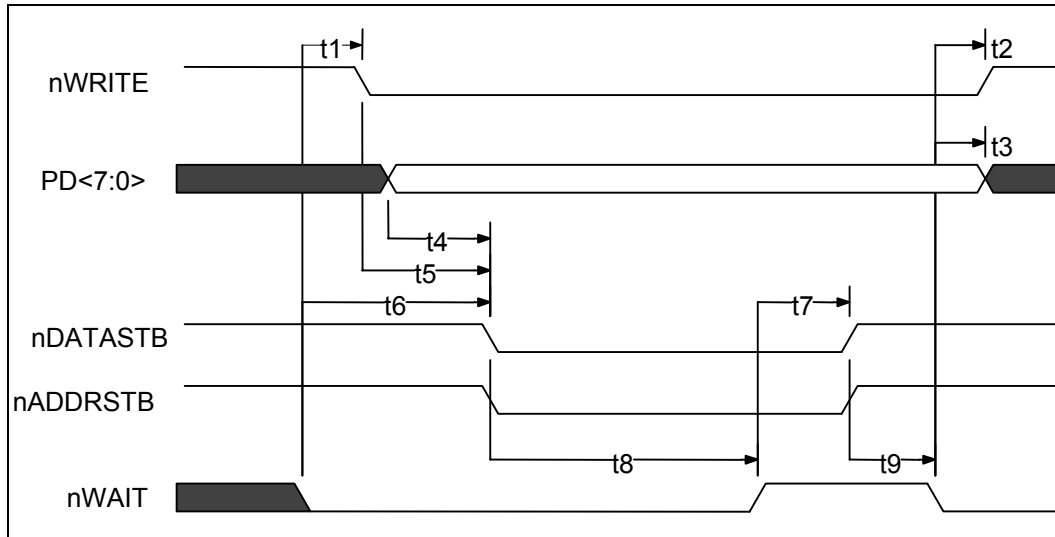 t1
t2
nWRITE
t3
PD<7:0>
t4
t5
t6
t7
nDATASTB
nADDRSTB
t8
t9
nWAIT